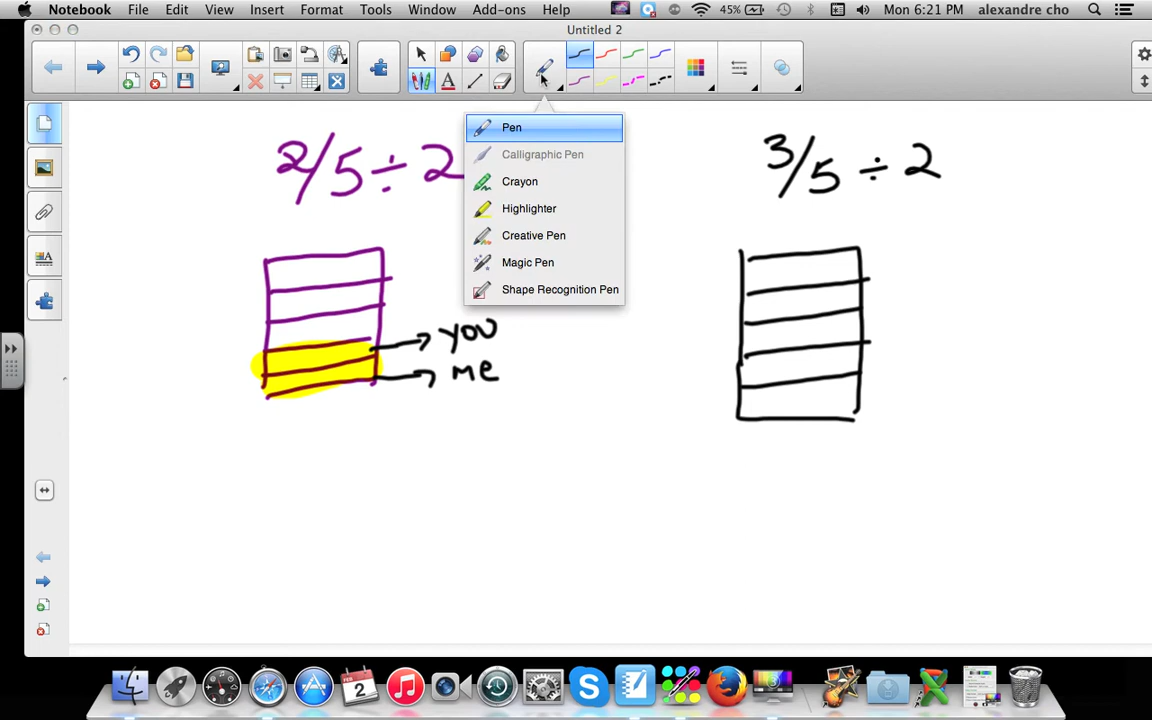 Notebook File Edit View Insert Format Tools Window Add-ons Help 45% Mon 6:21 PM alexandre cho
Untitled 2
Pen
Calligraphic Pen
Crayon
Highlighter
Creative Pen
Magic Pen
Shape Recognition Pen
2/5÷2
3/5÷2
you
me
FEB
2